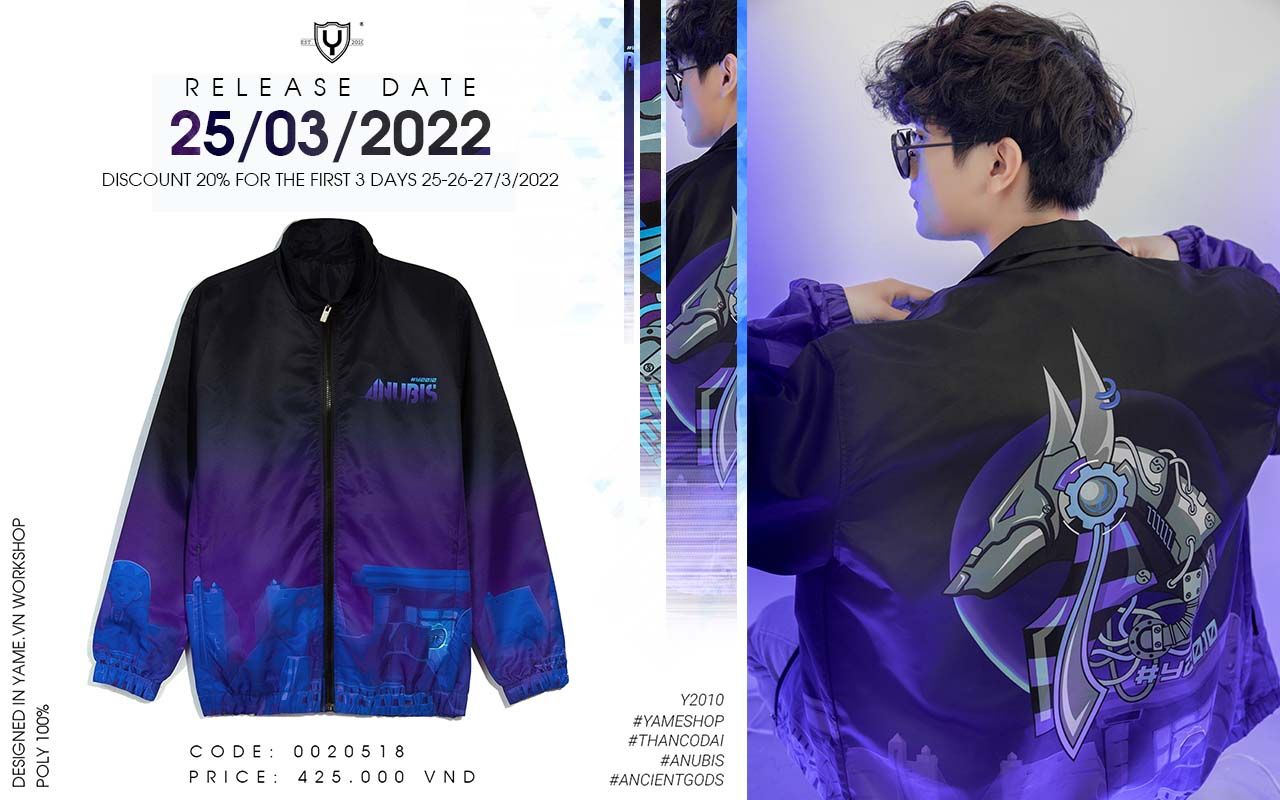 EST
Y
2010
®
RELEASE DATE
25/03/2022
DISCOUNT 20% FOR THE FIRST 3 DAYS 25-26-27/3/2022
#Y2010
ANUBIS
DESIGNED IN YAME.VN WORKSHOP
POLY 100%
CODE: 0020518
PRICE: 425.000 VND
Y2010
#YAMESHOP
#THANCODAI
#ANUBIS
#ANCIENTGODS
#Y2010